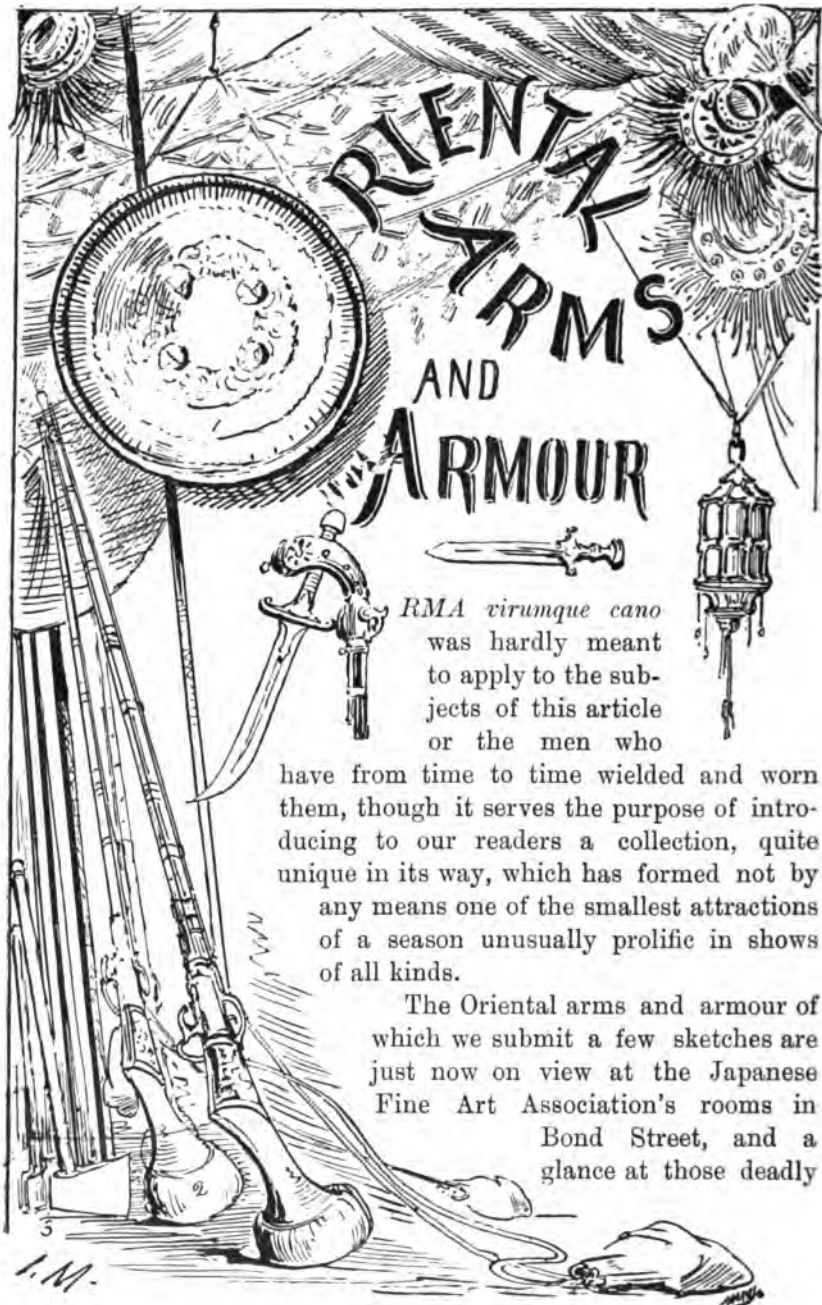 RIENTAL
ARMS
AND
ARMOUR
RMA virumque cano
was hardly meant
to apply to the sub-
jects of this article
or the men who
have from time to time wielded and worn
them, though it serves the purpose of intro-
ducing to our readers a collection, quite
unique in its way, which has formed not by
any means one of the smallest attractions
of a season unusually prolific in shows
of all kinds.
The Oriental arms and armour of
which we submit a few sketches are
just now on view at the Japanese
Fine Art Association's rooms in
Bond Street, and a
glance at those deadly
2
3
I.M.